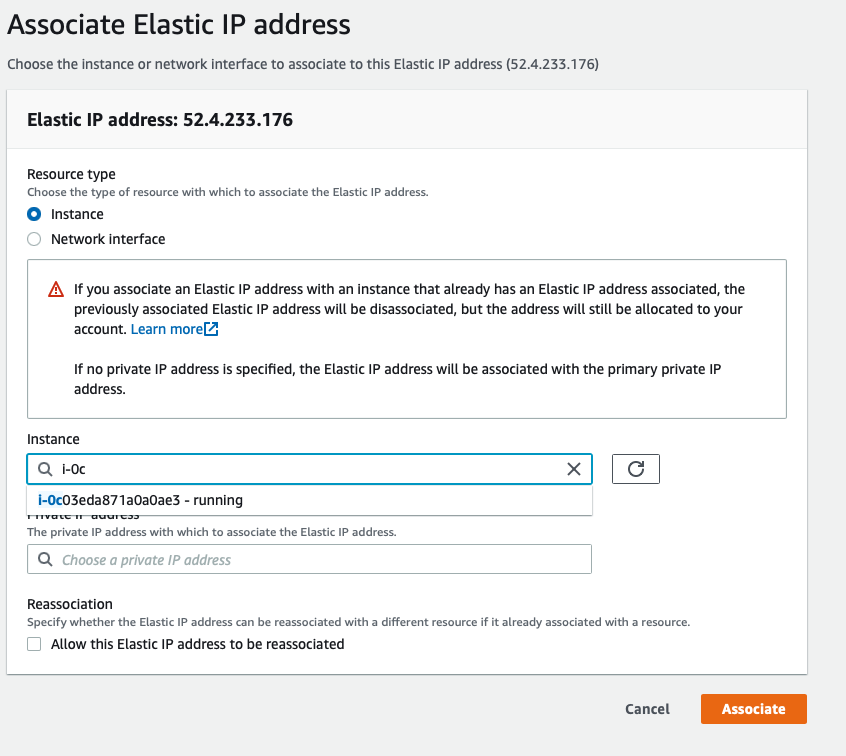 Associate Elastic IP address
Choose the instance or network interface to associate to this Elastic IP address (52.4.233.176)
Elastic IP address: 52.4.233.176
Resource type
Choose the type of resource with which to associate the Elastic IP address.
Instance
Network interface
If you associate an Elastic IP address with an instance that already has an Elastic IP address associated, the
previously associated Elastic IP address will be disassociated, but the address will still be allocated to your
account. Learn more
If no private IP address is specified, the Elastic IP address will be associated with the primary private IP
address.
Instance
i-0c
i-0c03eda871a0a0ae3 - running
Private IP address
The private IP address with which to associate the Elastic IP address.
Choose a private IP address
Reassociation
Specify whether the Elastic IP address can be reassociated with a different resource if it already associated with a resource.
Allow this Elastic IP address to be reassociated
Cancel
Associate